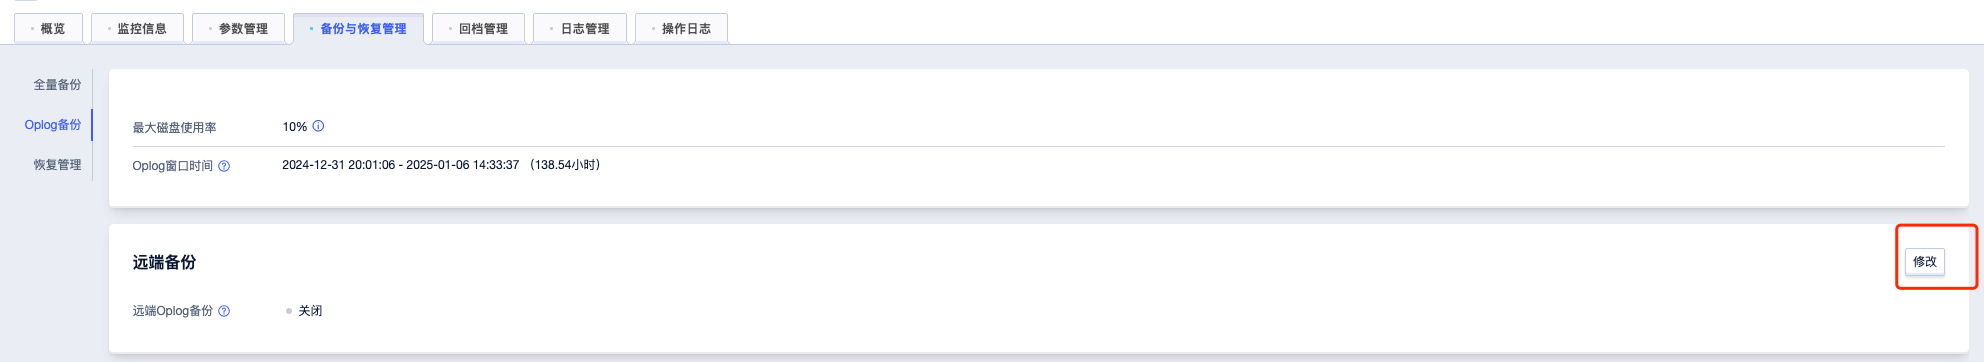 概览 监控信息 参数管理 备份与恢复管理 回档管理 日志管理 操作日志
全量备份
Oplog备份
恢复管理
最大磁盘使用率 10%
Oplog窗口时间 2024-12-31 20:01:06 - 2025-01-06 14:33:37 （138.54小时）
远端备份
修改
远端Oplog备份 关闭